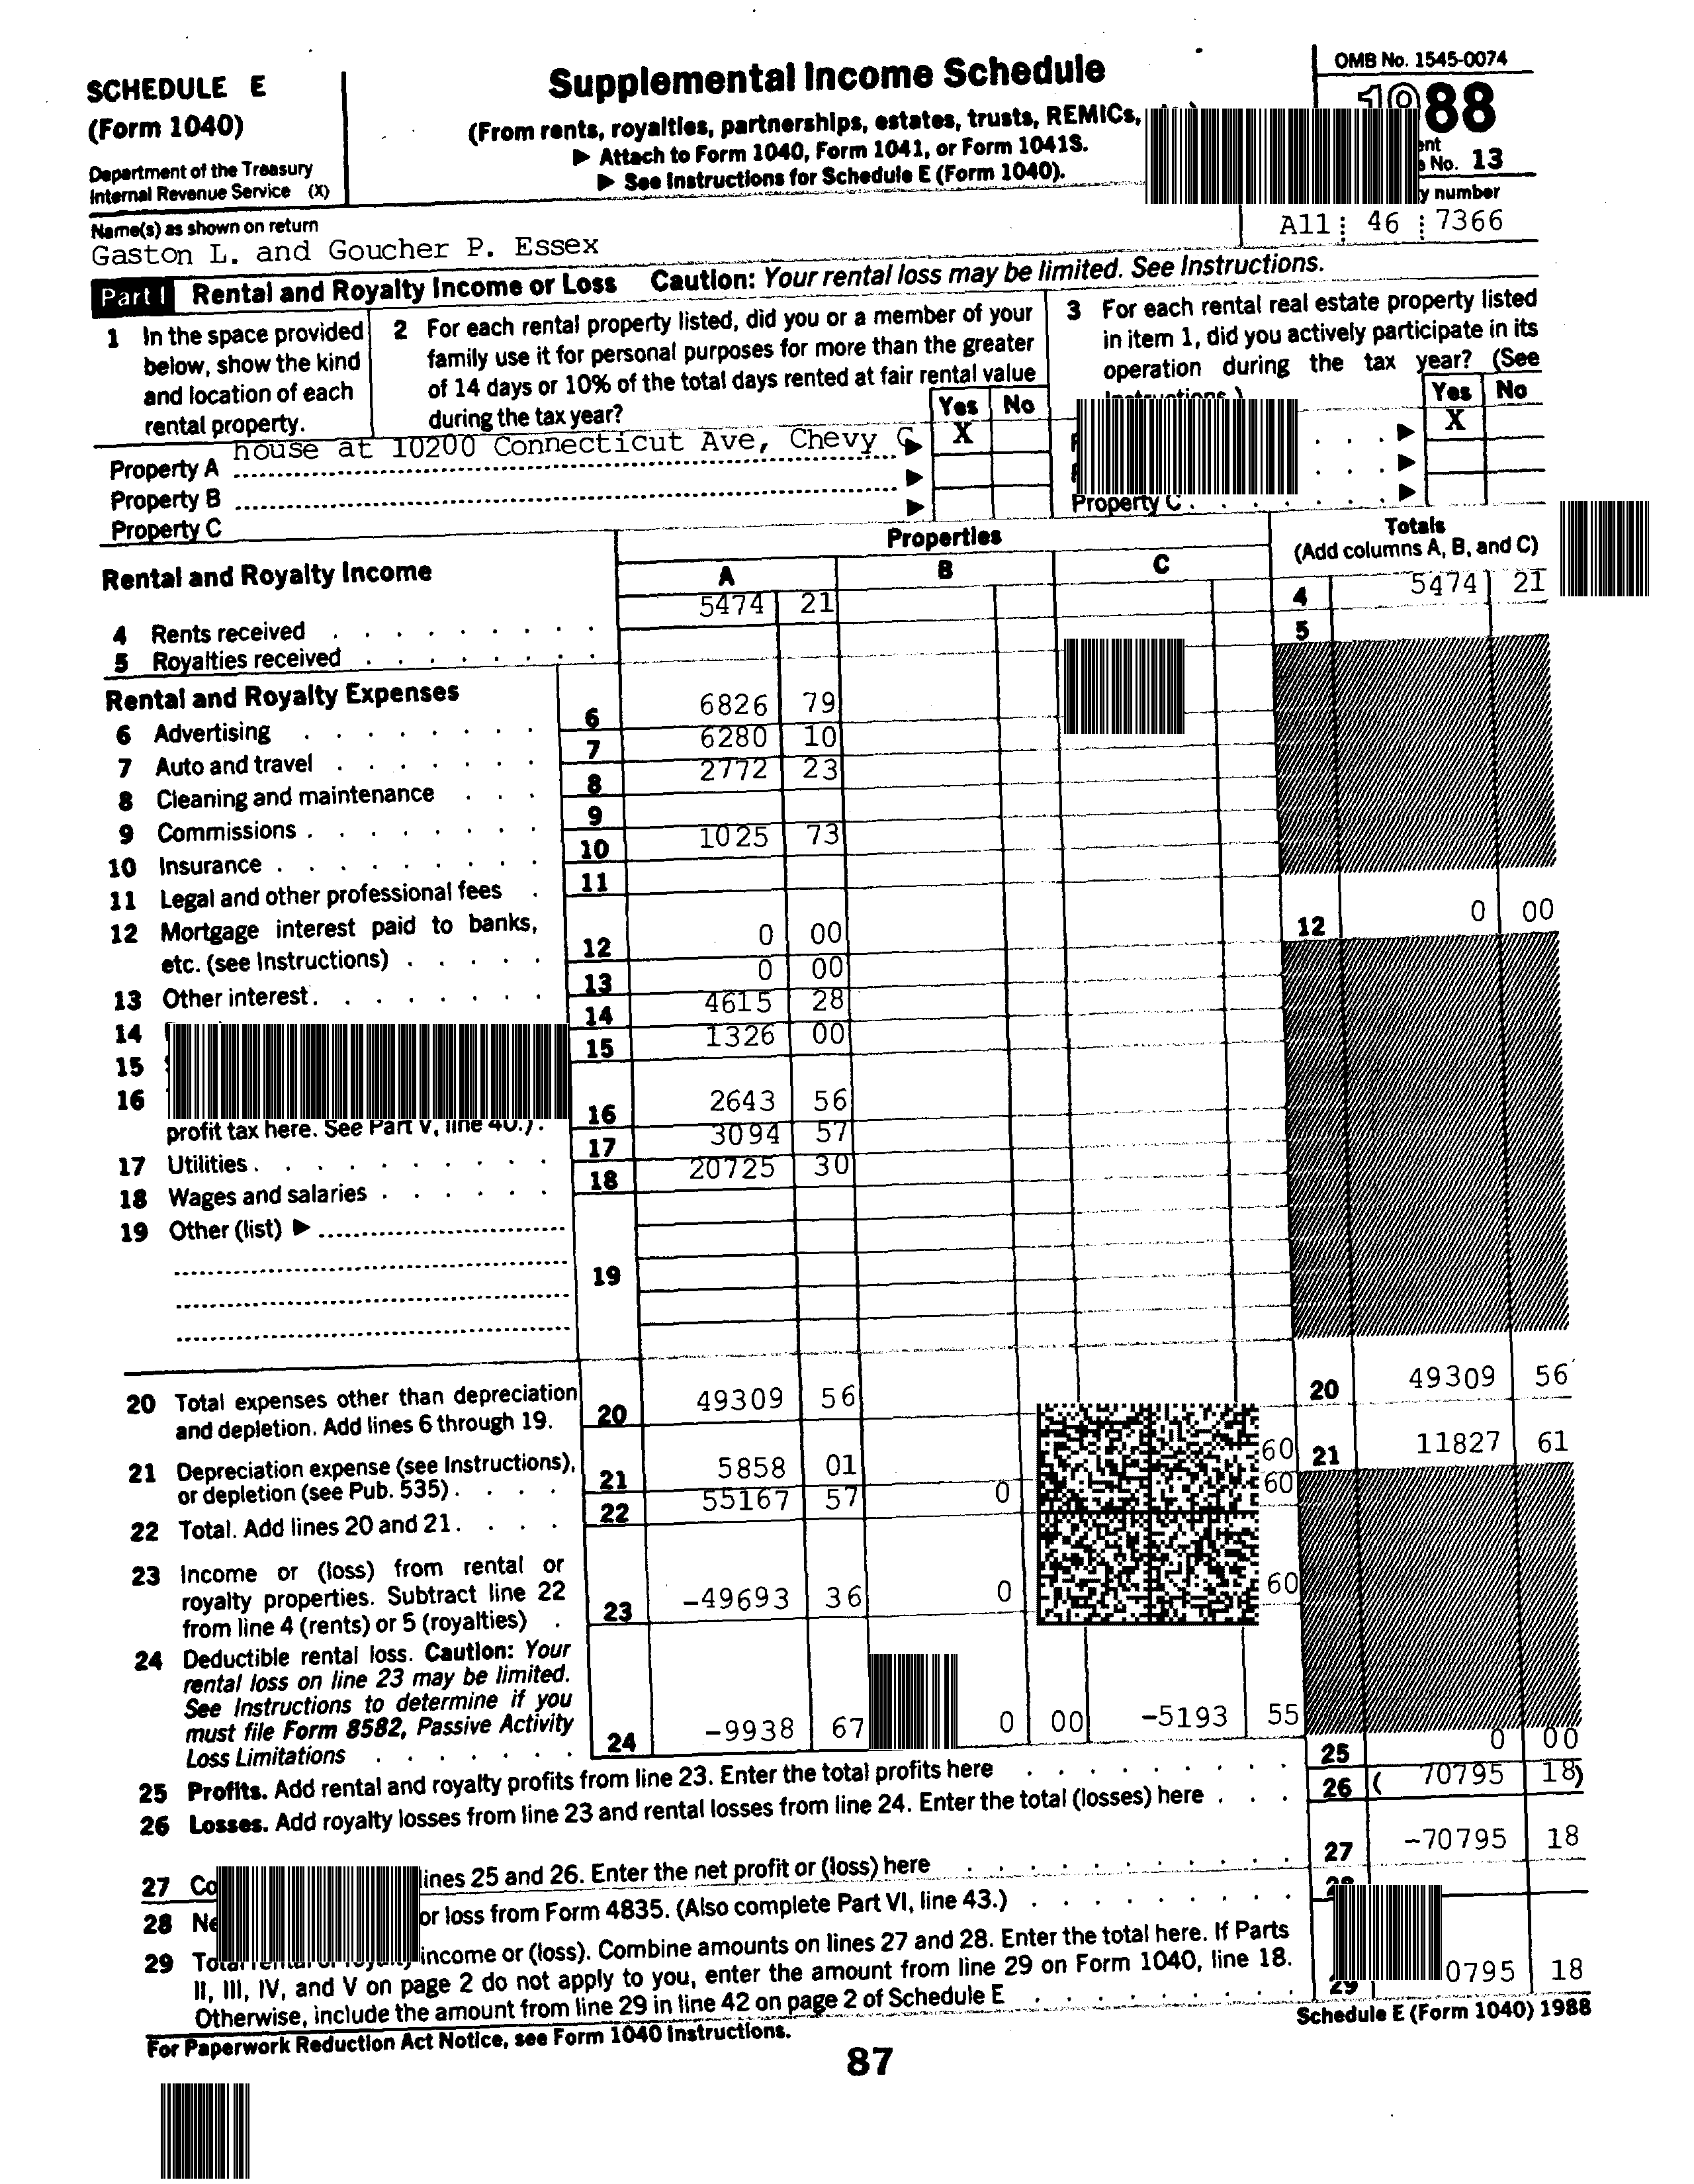 SCHEDULE E
(Form 1040)
Department of the Treasury
Internal Revenue Service (X)
Supplemental Income Schedule
(From rents, royalties, partnerships, estates, trusts, REMICs,
▶ Attach to Form 1040, Form 1041, or Form 1041S.
▶ See Instructions for Schedule E (Form 1040).
OMB No. 1545-0074
1988
No. 13
Name(s) as shown on return
y number
Gaston L. and Goucher P. Essex
A11 46 7366
Part I Rental and Royalty Income or Loss Caution: Your rental loss may be limited. See Instructions.
1 In the space provided
below, show the kind
and location of each
rental property.
2 For each rental property listed, did you or a member of your
family use it for personal purposes for more than the greater
of 14 days or 10% of the total days rented at fair rental value
during the tax year?
Yes No
3 For each rental real estate property listed
in item 1, did you actively participate in its
operation during the tax year? (See
Instructions.)
Yes No
Property A house at 10200 Connecticut Ave, Chevy C ▶ X
▶ X
Property B ▶
▶
Property C ▶
Property C . . . . . ▶
Rental and Royalty Income
Properties
A B C
Totals
(Add columns A, B, and C)
4 Rents received 5474 21 4 5474 21
5 Royalties received 5
Rental and Royalty Expenses
6 Advertising 6 6826 79
7 Auto and travel 7 6280 10
8 Cleaning and maintenance 8 2772 23
9 Commissions 9
10 Insurance 10 1025 73
11 Legal and other professional fees 11
12 Mortgage interest paid to banks,
etc. (see Instructions) 12 0 00 12 0 00
13 Other interest 13 0 00
14 14 4615 28
15 15 1326 00
16 16 2643 56
profit tax here. See Part V, line 40.)
17 Utilities 17 3094 57
18 Wages and salaries 18 20725 30
19 Other (list) ▶
19
20 Total expenses other than depreciation
and depletion. Add lines 6 through 19. 20 49309 56 20 49309 56
21 Depreciation expense (see Instructions),
or depletion (see Pub. 535) 21 5858 01 60 21 11827 61
22 Total. Add lines 20 and 21 22 55167 57 0 60
23 Income or (loss) from rental or
royalty properties. Subtract line 22
from line 4 (rents) or 5 (royalties) 23 -49693 36 0 60
24 Deductible rental loss. Caution: Your
rental loss on line 23 may be limited.
See Instructions to determine if you
must file Form 8582, Passive Activity
Loss Limitations 24 -9938 67 0 00 -5193 55
25 Profits. Add rental and royalty profits from line 23. Enter the total profits here 25 0 00
26 Losses. Add royalty losses from line 23 and rental losses from line 24. Enter the total (losses) here 26 ( 70795 18)
27 Co lines 25 and 26. Enter the net profit or (loss) here 27 -70795 18
28 Ne or loss from Form 4835. (Also complete Part VI, line 43.) 28
29 Total rental or royalty income or (loss). Combine amounts on lines 27 and 28. Enter the total here. If Parts
II, III, IV, and V on page 2 do not apply to you, enter the amount from line 29 on Form 1040, line 18.
Otherwise, include the amount from line 29 in line 42 on page 2 of Schedule E 29 0795 18
For Paperwork Reduction Act Notice, see Form 1040 Instructions.
Schedule E (Form 1040) 1988
87